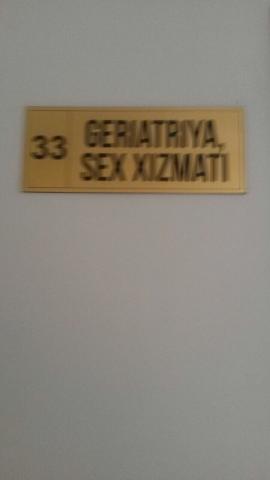 33
GERIATRIYA,
SEX XIZMATI